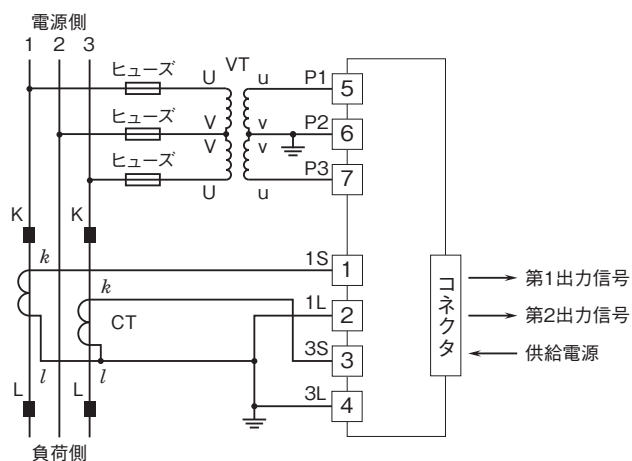 電源側
1 2 3
ヒューズ
VT
U u P1 5
ヒューズ
V v P2 6
V v
ヒューズ
U u P3 7
K K
k 1S 1
k 1L 2
CT
3S 3
l l
L L 3L 4
負荷側
コネクタ
第1出力信号
第2出力信号
供給電源